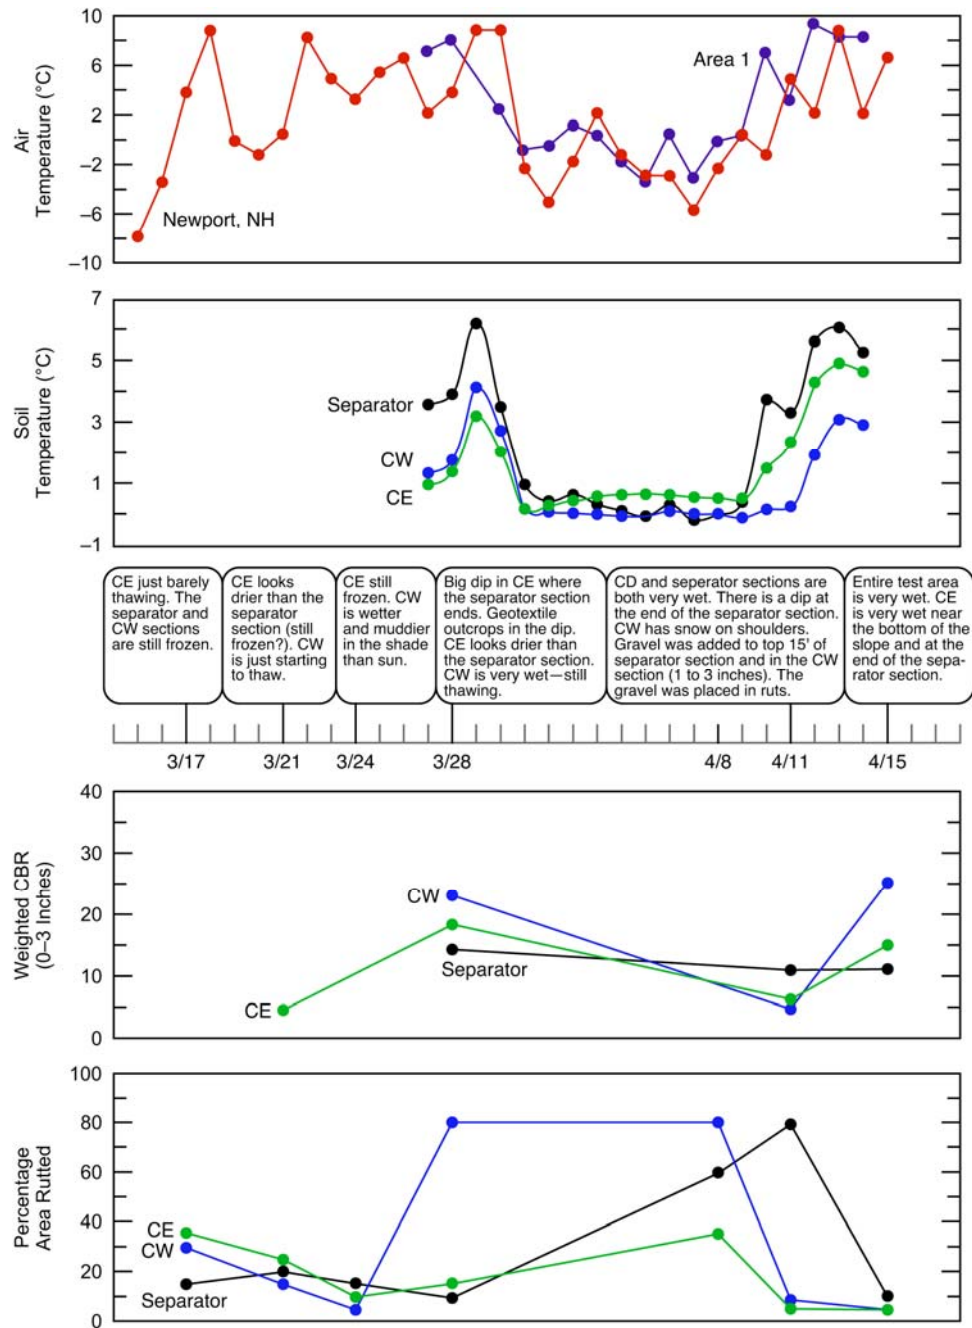 10
6
2
–2
–6
–10
Air
Temperature (°C)
Area 1
Newport, NH
7
5
3
1
–1
Soil
Temperature (°C)
Separator
CW
CE
CE just barely
thawing. The
separator and
CW sections
are still frozen.
CE looks
drier than the
separator
section (still
frozen?). CW
is just starting
to thaw.
CE still
frozen. CW
is wetter
and muddier
in the shade
than sun.
Big dip in CE where
the separator section
ends. Geotextile
outcrops in the dip.
CE looks drier than
the separator section.
CW is very wet—still
thawing.
CD and seperator sections are
both very wet. There is a dip at
the end of the separator section.
CW has snow on shoulders.
Gravel was added to top 15' of
separator section and in the CW
section (1 to 3 inches). The
gravel was placed in ruts.
Entire test area
is very wet. CE
is very wet near
the bottom of the
slope and at the
end of the sepa-
rator section.
3/17 3/21 3/24 3/28 4/8 4/11 4/15
40
30
20
10
0
Weighted CBR
(0–3 Inches)
CW
Separator
CE
100
80
60
40
20
0
Percentage
Area Rutted
CE
CW
Separator